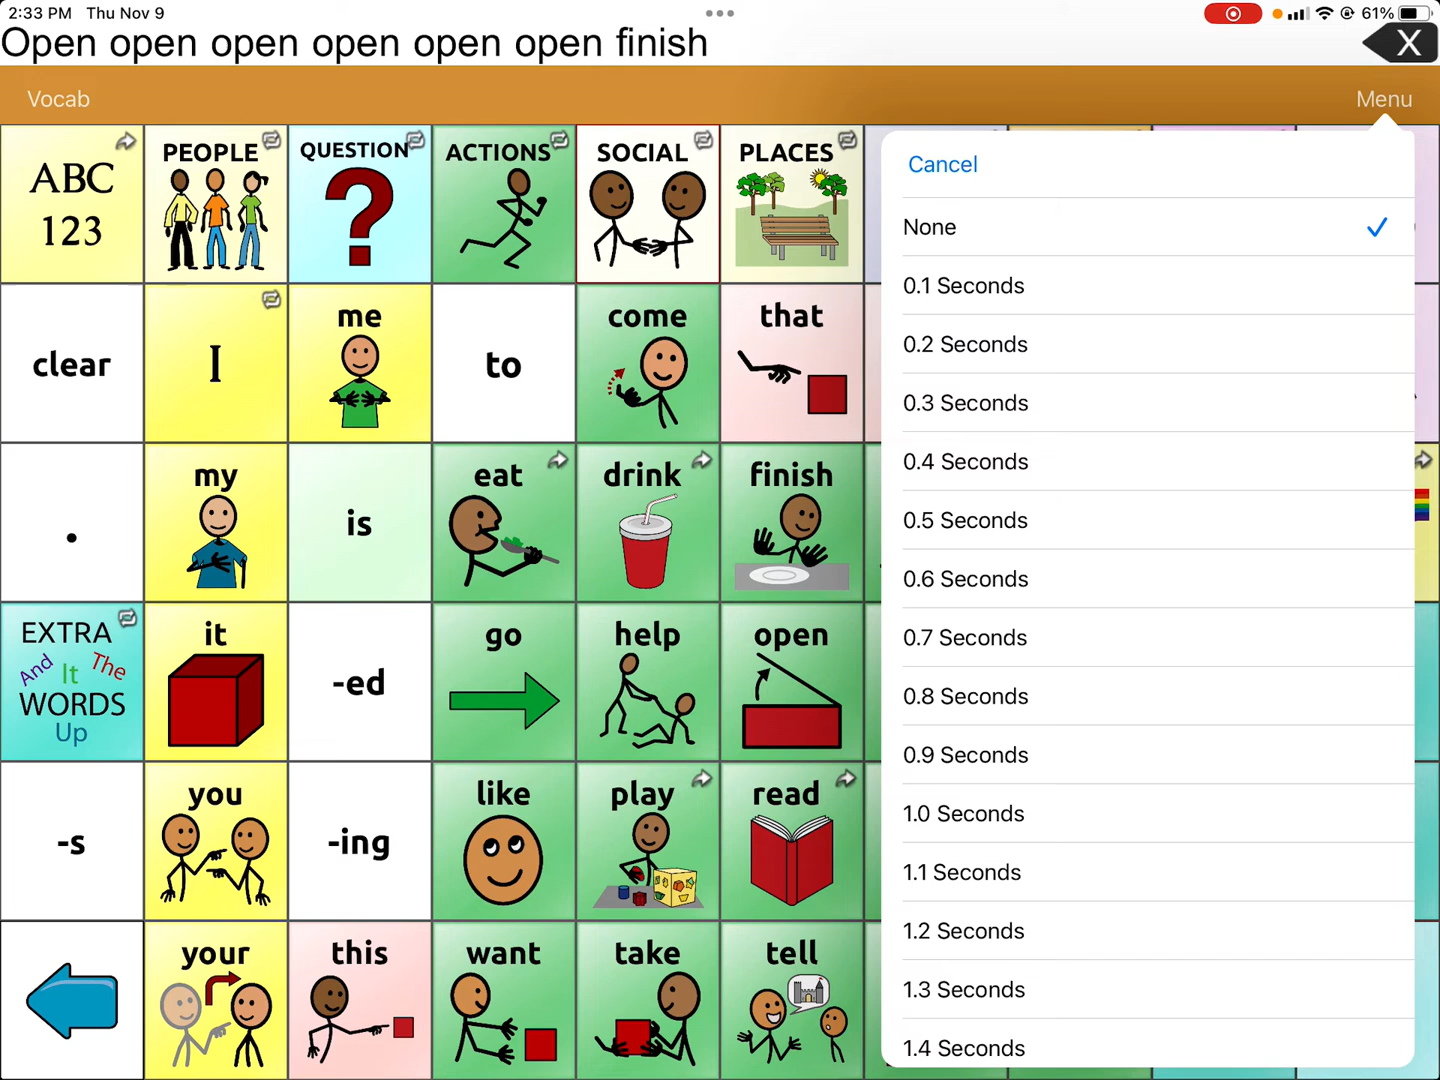 2:33 PM Thu Nov 9
61%
Open open open open open open finish
X
Vocab
Menu
ABC
123
PEOPLE
QUESTION
?
ACTIONS
SOCIAL
PLACES
clear
I
me
to
come
that
.
my
is
eat
drink
finish
EXTRA
And It The
WORDS
Up
it
-ed
go
help
open
-s
you
-ing
like
play
read
your
this
want
take
tell
Cancel
None
0.1 Seconds
0.2 Seconds
0.3 Seconds
0.4 Seconds
0.5 Seconds
0.6 Seconds
0.7 Seconds
0.8 Seconds
0.9 Seconds
1.0 Seconds
1.1 Seconds
1.2 Seconds
1.3 Seconds
1.4 Seconds